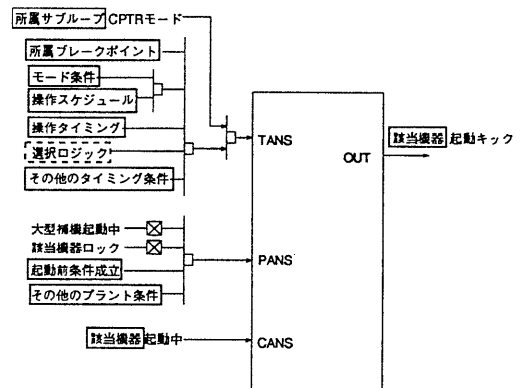 所属サブループ CPTRモード
所属ブレークポイント
モード条件
操作スケジュール
操作タイミング
選択ロジック
その他のタイミング条件
TANS
OUT
該当機器 起動キック
大型補機起動中
該当機器ロック
起動前条件成立
その他のプラント条件
PANS
該当機器 起動中
CANS